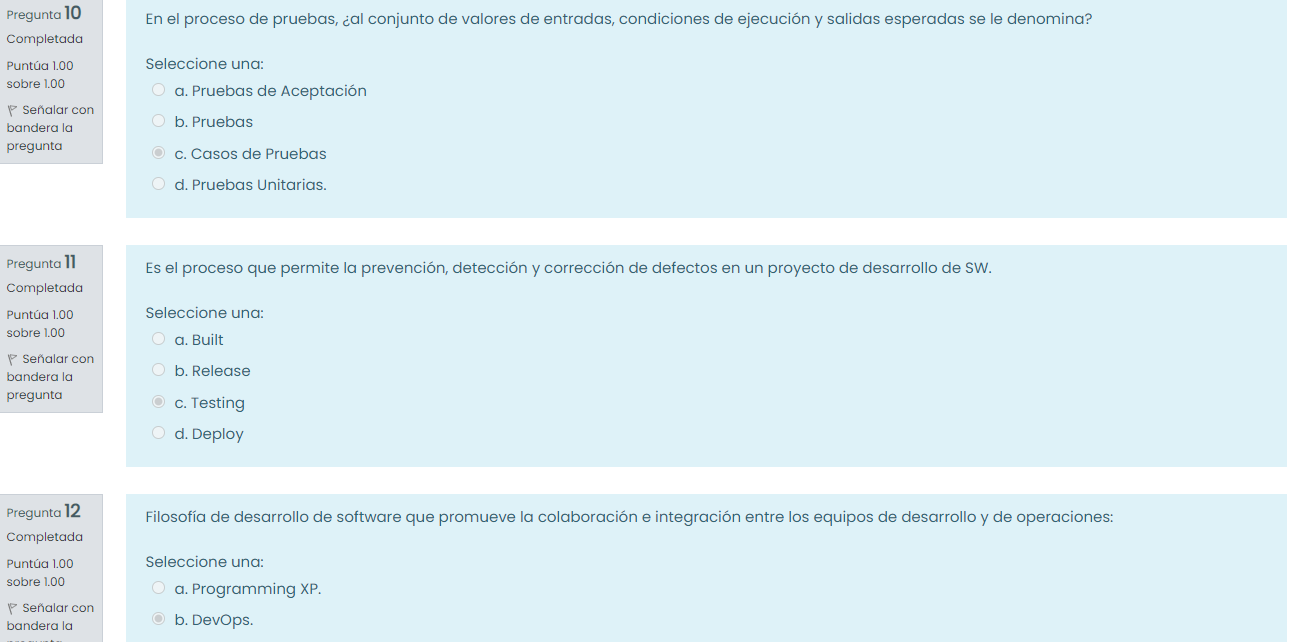 Pregunta 10
Completada
Puntúa 1.00
sobre 1.00
Señalar con
bandera la
pregunta
En el proceso de pruebas, ¿al conjunto de valores de entradas, condiciones de ejecución y salidas esperadas se le denomina?
Seleccione una:
a. Pruebas de Aceptación
b. Pruebas
c. Casos de Pruebas
d. Pruebas Unitarias.
Pregunta 11
Completada
Puntúa 1.00
sobre 1.00
Señalar con
bandera la
pregunta
Es el proceso que permite la prevención, detección y corrección de defectos en un proyecto de desarrollo de SW.
Seleccione una:
a. Built
b. Release
c. Testing
d. Deploy
Pregunta 12
Completada
Puntúa 1.00
sobre 1.00
Señalar con
bandera la
Filosofía de desarrollo de software que promueve la colaboración e integración entre los equipos de desarrollo y de operaciones:
Seleccione una:
a. Programming XP.
b. DevOps.